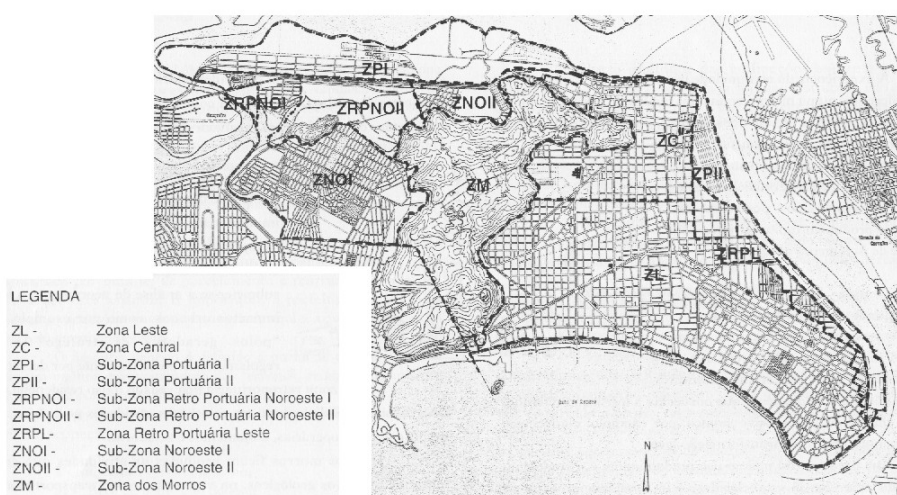 ZPI
ZRPNOI
ZRPNOII
ZNOII
ZC
ZPII
ZNOI
ZM
ZRPL
ZL
N
LEGENDA
ZL - Zona Leste
ZC - Zona Central
ZPI - Sub-Zona Portuária I
ZPII - Sub-Zona Portuária II
ZRPNOI - Sub-Zona Retro Portuária Noroeste I
ZRPNOII - Sub-Zona Retro Portuária Noroeste II
ZRPL- Zona Retro Portuária Leste
ZNOI - Sub-Zona Noroeste I
ZNOII - Sub-Zona Noroeste II
ZM - Zona dos Morros